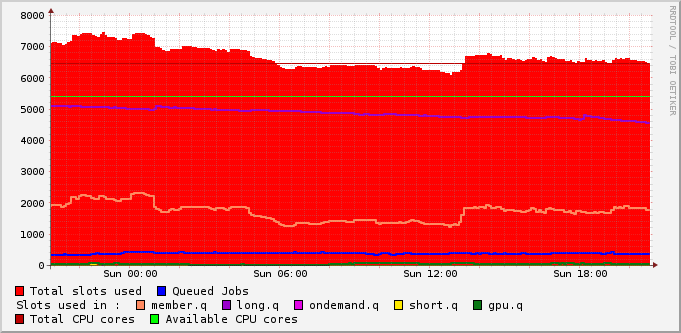 8000
7000
6000
5000
4000
3000
2000
1000
0
Sun 00:00 Sun 06:00 Sun 12:00 Sun 18:00
Total slots used Queued Jobs
Slots used in : member.q long.q ondemand.q short.q gpu.q
Total CPU cores Available CPU cores
RRDTOOL / TOBI OETIKER